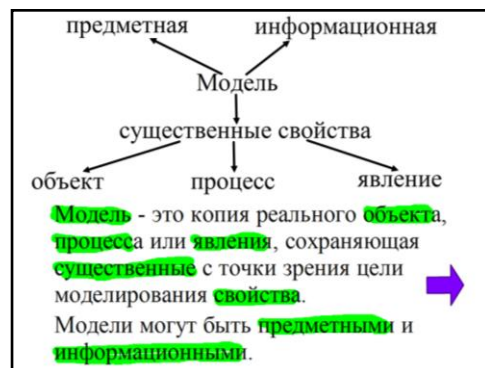 предметная информационная
Модель
существенные свойства
объект процесс явление
Модель - это копия реального объекта,
процесса или явления, сохраняющая
существенные с точки зрения цели
моделирования свойства.
Модели могут быть предметными и
информационными.